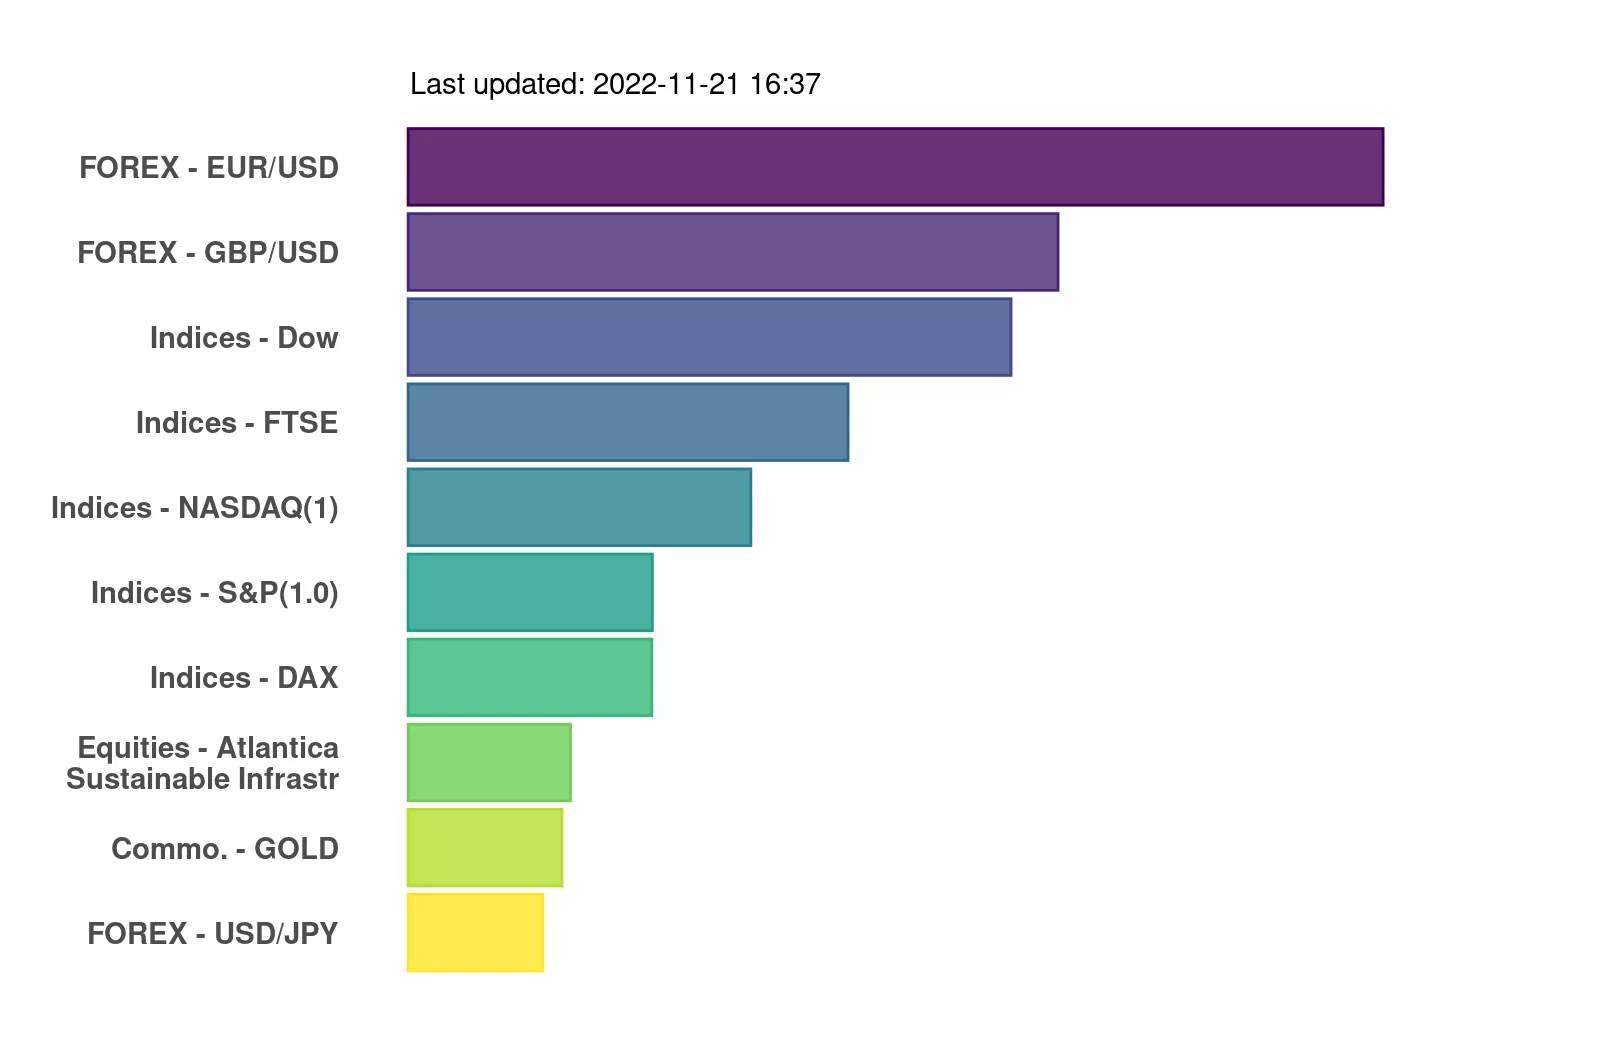 Last updated: 2022-11-21 16:37
FOREX - EUR/USD
FOREX - GBP/USD
Indices - Dow
Indices - FTSE
Indices - NASDAQ(1)
Indices - S&P(1.0)
Indices - DAX
Equities - Atlantica
Sustainable Infrastr
Commo. - GOLD
FOREX - USD/JPY